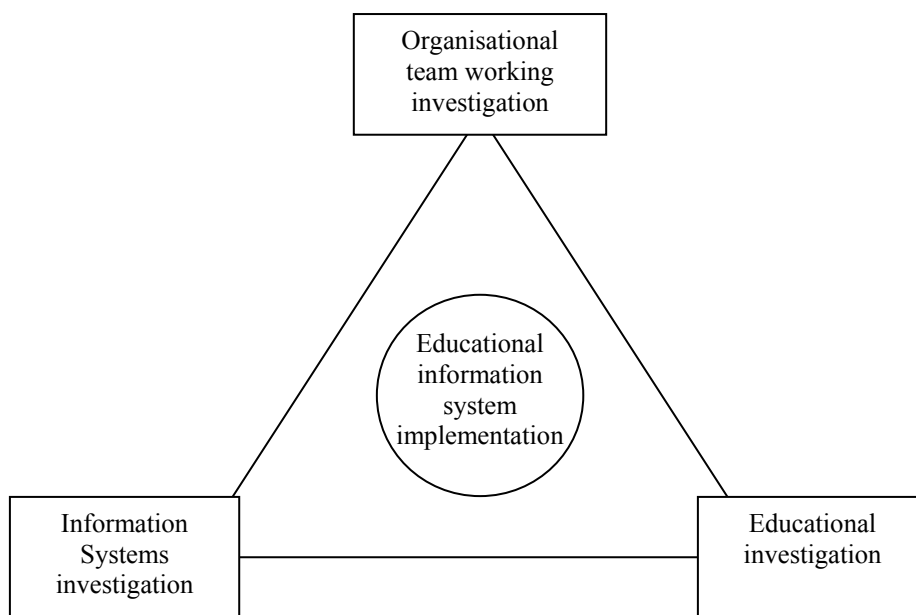 Organisational
team working
investigation
Educational
information
system
implementation
Information
Systems
investigation
Educational
investigation